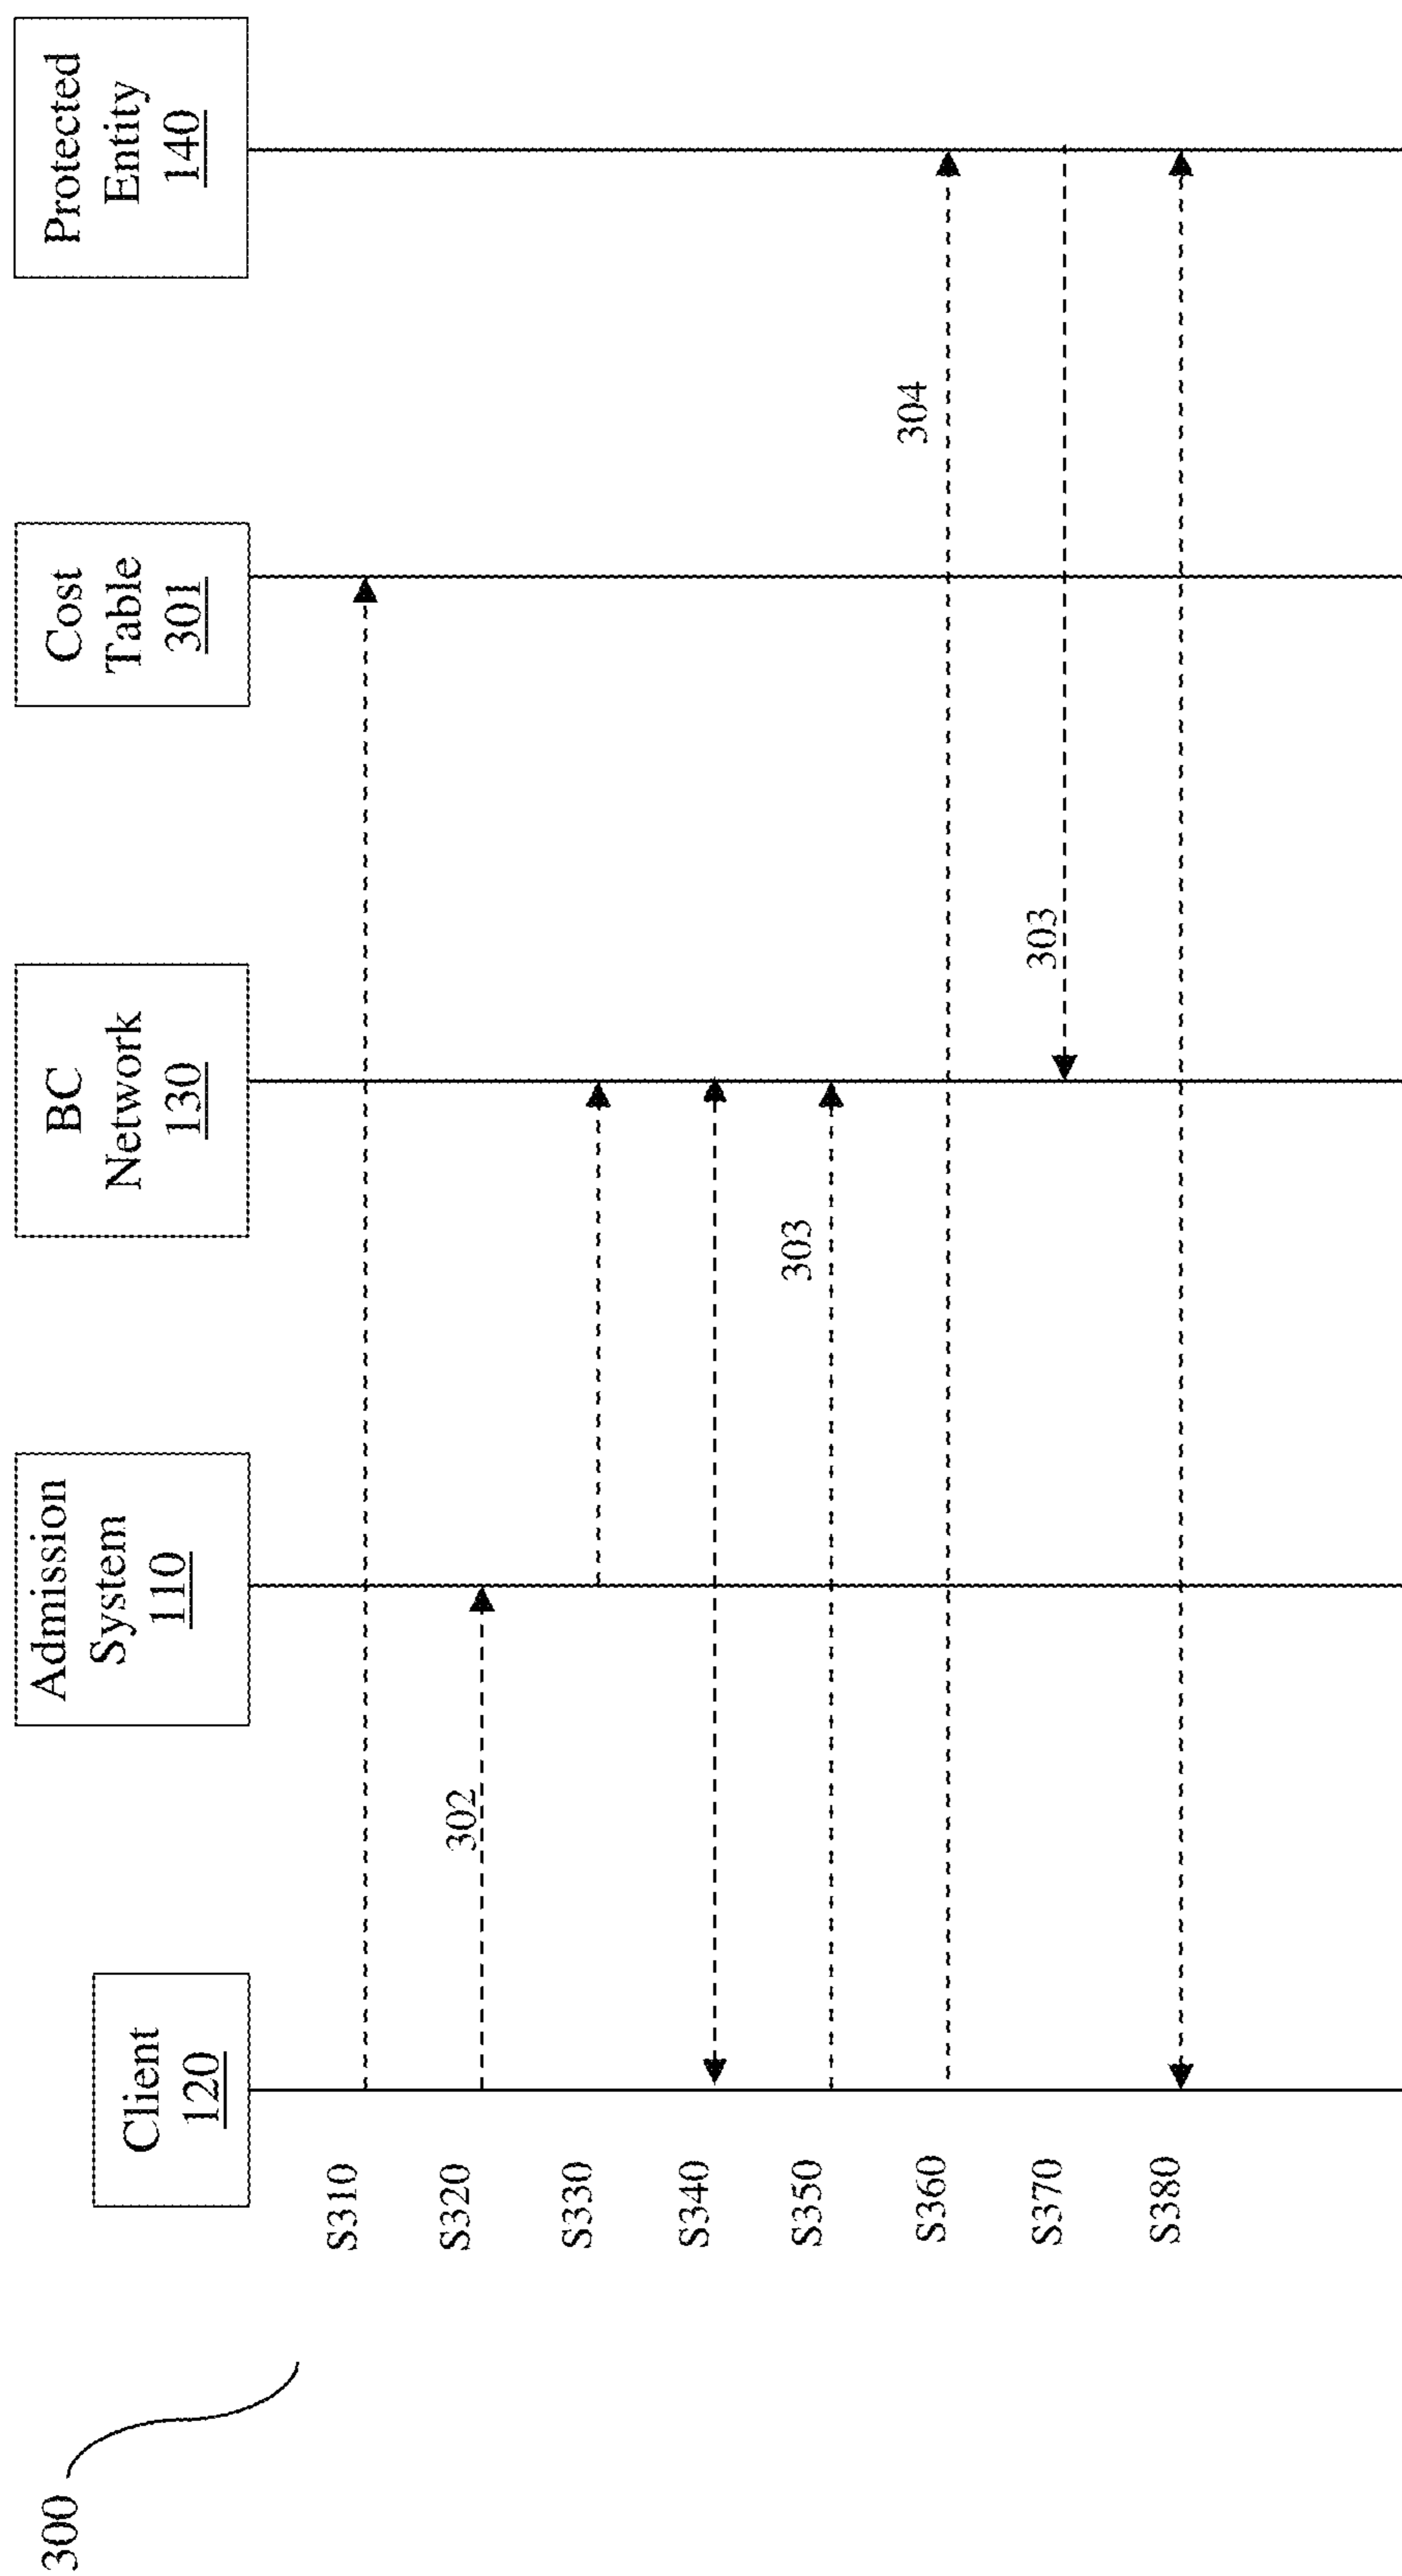 300
Client
120
Admission
System
110
BC
Network
130
Cost
Table
301
Protected
Entity
140
S310
S320
302
S330
S340
S350
303
S360
304
S370
303
S380